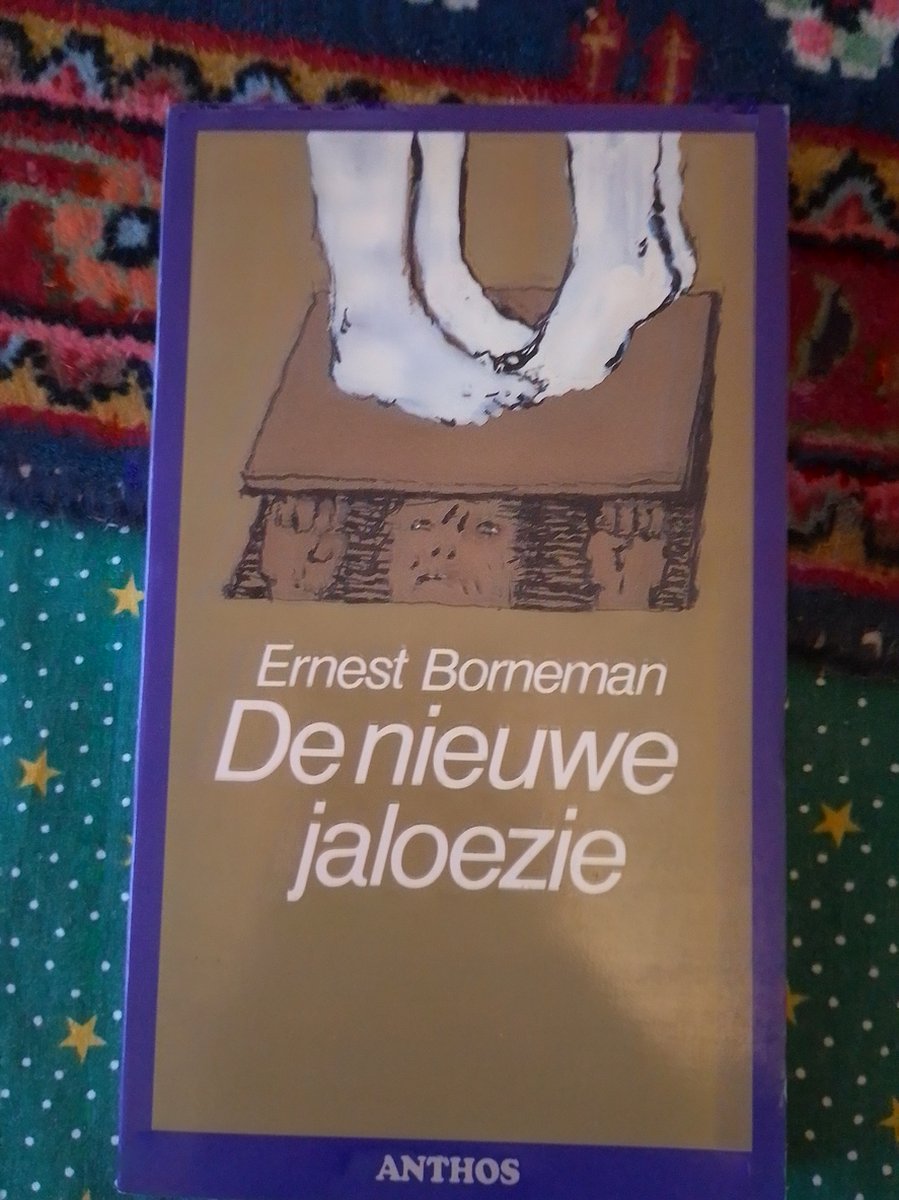 Ernest Borneman
De nieuwe
jaloezie
ANTHOS